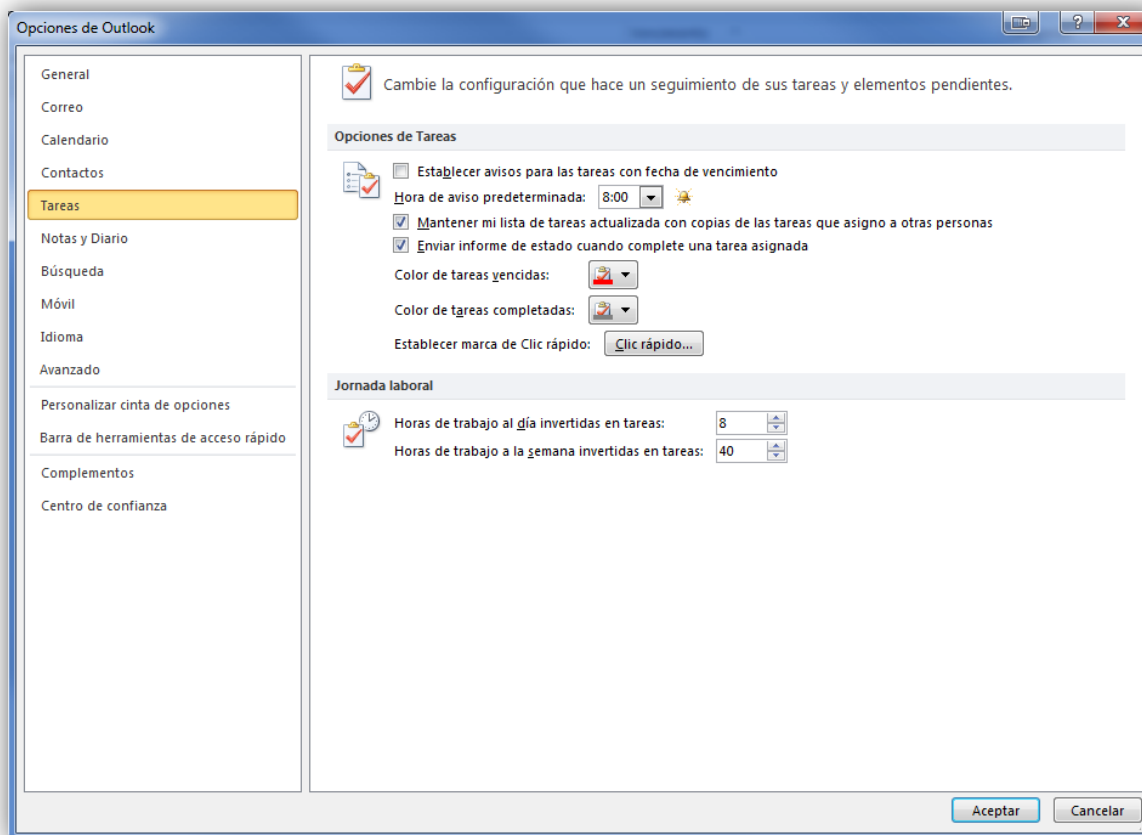 Opciones de Outlook
General
Correo
Calendario
Contactos
Tareas
Notas y Diario
Búsqueda
Móvil
Idioma
Avanzado
Personalizar cinta de opciones
Barra de herramientas de acceso rápido
Complementos
Centro de confianza
Cambie la configuración que hace un seguimiento de sus tareas y elementos pendientes.
Opciones de Tareas
Establecer avisos para las tareas con fecha de vencimiento
Hora de aviso predeterminada: 8:00
Mantener mi lista de tareas actualizada con copias de las tareas que asigno a otras personas
Enviar informe de estado cuando complete una tarea asignada
Color de tareas vencidas:
Color de tareas completadas:
Establecer marca de Clic rápido: Clic rápido...
Jornada laboral
Horas de trabajo al día invertidas en tareas: 8
Horas de trabajo a la semana invertidas en tareas: 40
Aceptar Cancelar